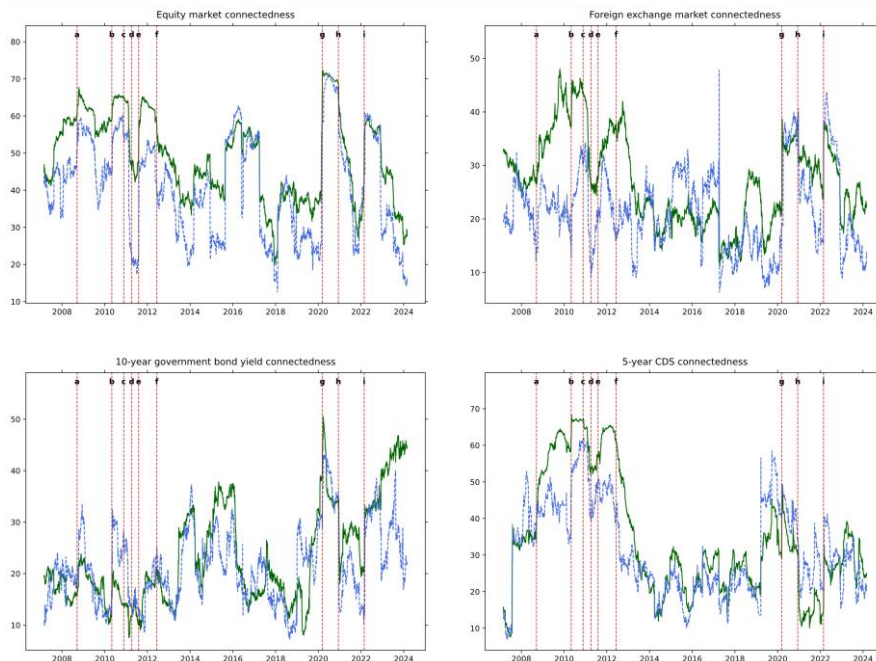 Equity market connectedness
a b c d e f g h i
80
70
60
50
40
30
20
10
2008 2010 2012 2014 2016 2018 2020 2022 2024
Foreign exchange market connectedness
a b c d e f g h i
50
40
30
20
10
2008 2010 2012 2014 2016 2018 2020 2022 2024
10-year government bond yield connectedness
a b c d e f g h i
50
40
30
20
10
2008 2010 2012 2014 2016 2018 2020 2022 2024
5-year CDS connectedness
a b c d e f g h i
70
60
50
40
30
20
10
2008 2010 2012 2014 2016 2018 2020 2022 2024